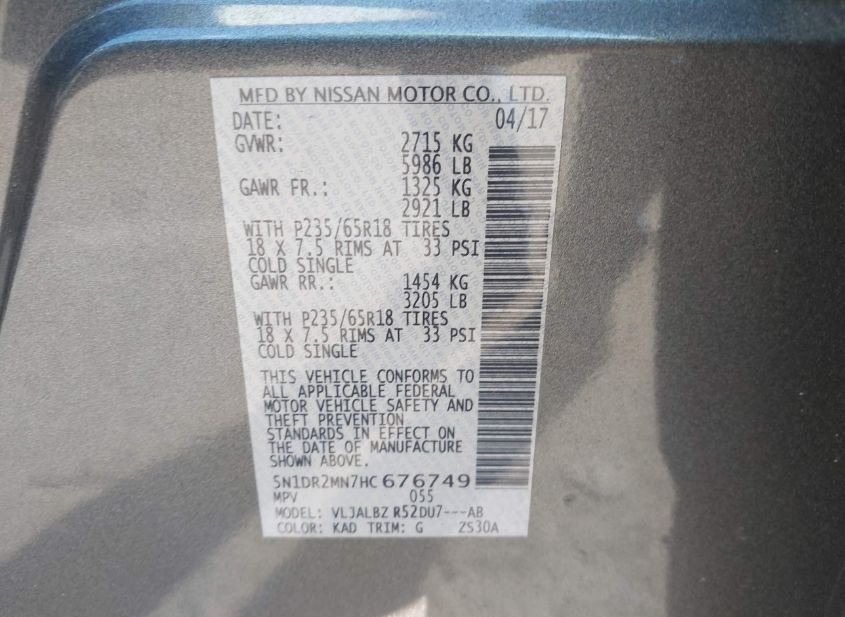 MFD BY NISSAN MOTOR CO., LTD.
DATE: 04/17
GVWR: 2715 KG
5986 LB
GAWR FR.: 1325 KG
2921 LB
WITH P235/65R18 TIRES
18 X 7.5 RIMS AT 33 PSI
COLD SINGLE
GAWR RR.: 1454 KG
3205 LB
WITH P235/65R18 TIRES
18 X 7.5 RIMS AT 33 PSI
COLD SINGLE
THIS VEHICLE CONFORMS TO
ALL APPLICABLE FEDERAL
MOTOR VEHICLE SAFETY AND
THEFT PREVENTION
STANDARDS IN EFFECT ON
THE DATE OF MANUFACTURE
SHOWN ABOVE.
5N1DR2MN7HC 676749
MPV 055
MODEL: VLJALBZ R52DU7---AB
COLOR: KAD TRIM: G ZS30A